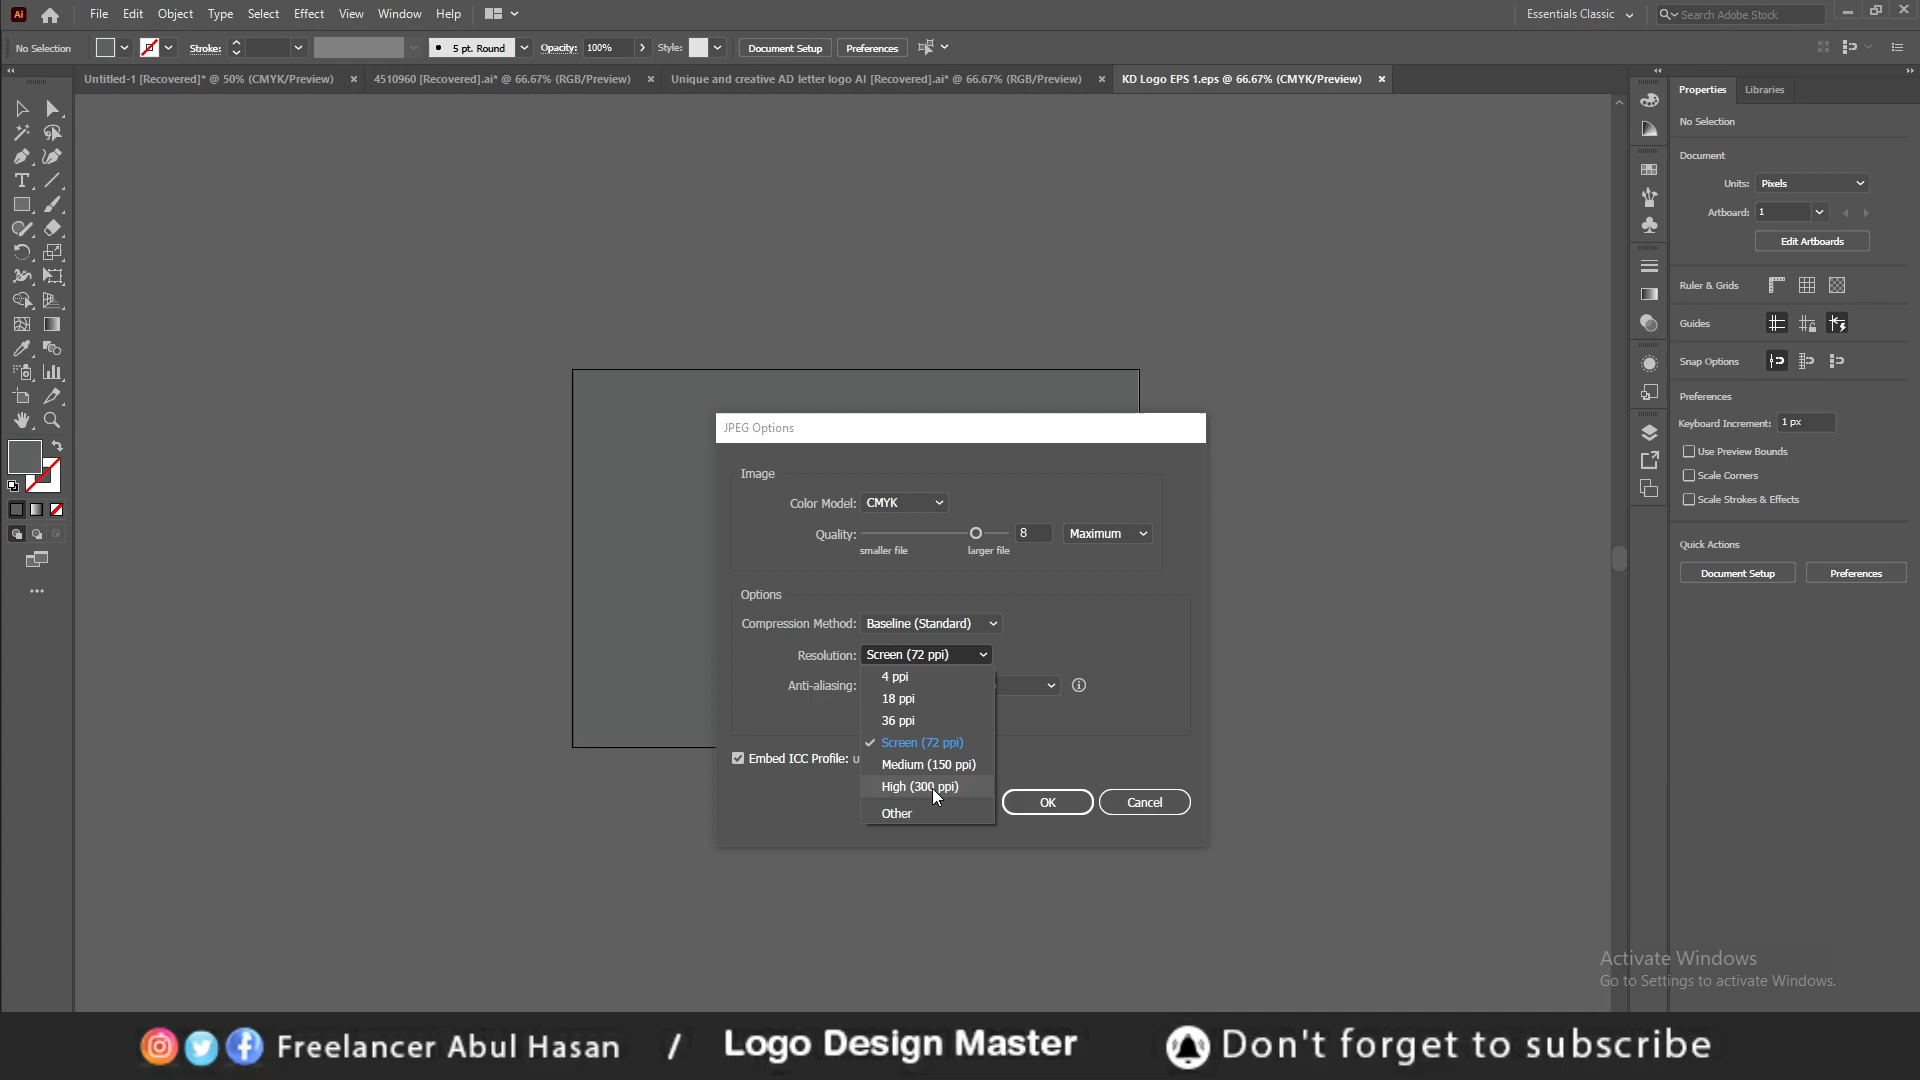 Ai File Edit Object Type Select Effect View Window Help Essentials Classic Search Adobe Stock
No Selection Stroke: 5 pt. Round Opacity: 100% Style: Document Setup Preferences
Untitled-1 [Recovered]* @ 50% (CMYK/Preview) 4510960 [Recovered].ai* @ 66.67% (RGB/Preview) Unique and creative AD letter logo AI [Recovered].ai* @ 66.67% (RGB/Preview) KD Logo EPS 1.eps @ 66.67% (CMYK/Preview)
Properties Libraries
No Selection
Document
Units: Pixels
Artboard: 1
Edit Artboards
Ruler & Grids
Guides
Snap Options
Preferences
Keyboard Increment: 1 px
Use Preview Bounds
Scale Corners
Scale Strokes & Effects
Quick Actions
Document Setup Preferences
JPEG Options
Image
Color Model: CMYK
Quality: 8 Maximum
smaller file larger file
Options
Compression Method: Baseline (Standard)
Resolution: Screen (72 ppi)
4 ppi
Anti-aliasing:
18 ppi
36 ppi
Screen (72 ppi)
Embed ICC Profile:
Medium (150 ppi)
High (300 ppi)
Other
OK Cancel
Activate Windows
Go to Settings to activate Windows.
Freelancer Abul Hasan / Logo Design Master Don't forget to subscribe